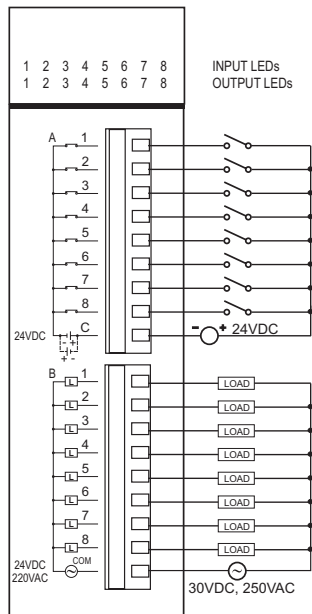 1 2 3 4 5 6 7 8 INPUT LEDs
1 2 3 4 5 6 7 8 OUTPUT LEDs
A 1
2
3
4
5
6
7
8
24VDC - + + - C - + 24VDC
B L 1 LOAD
L 2 LOAD
L 3 LOAD
L 4 LOAD
L 5 LOAD
L 6 LOAD
L 7 LOAD
L 8 LOAD
24VDC COM
220VAC 30VDC, 250VAC